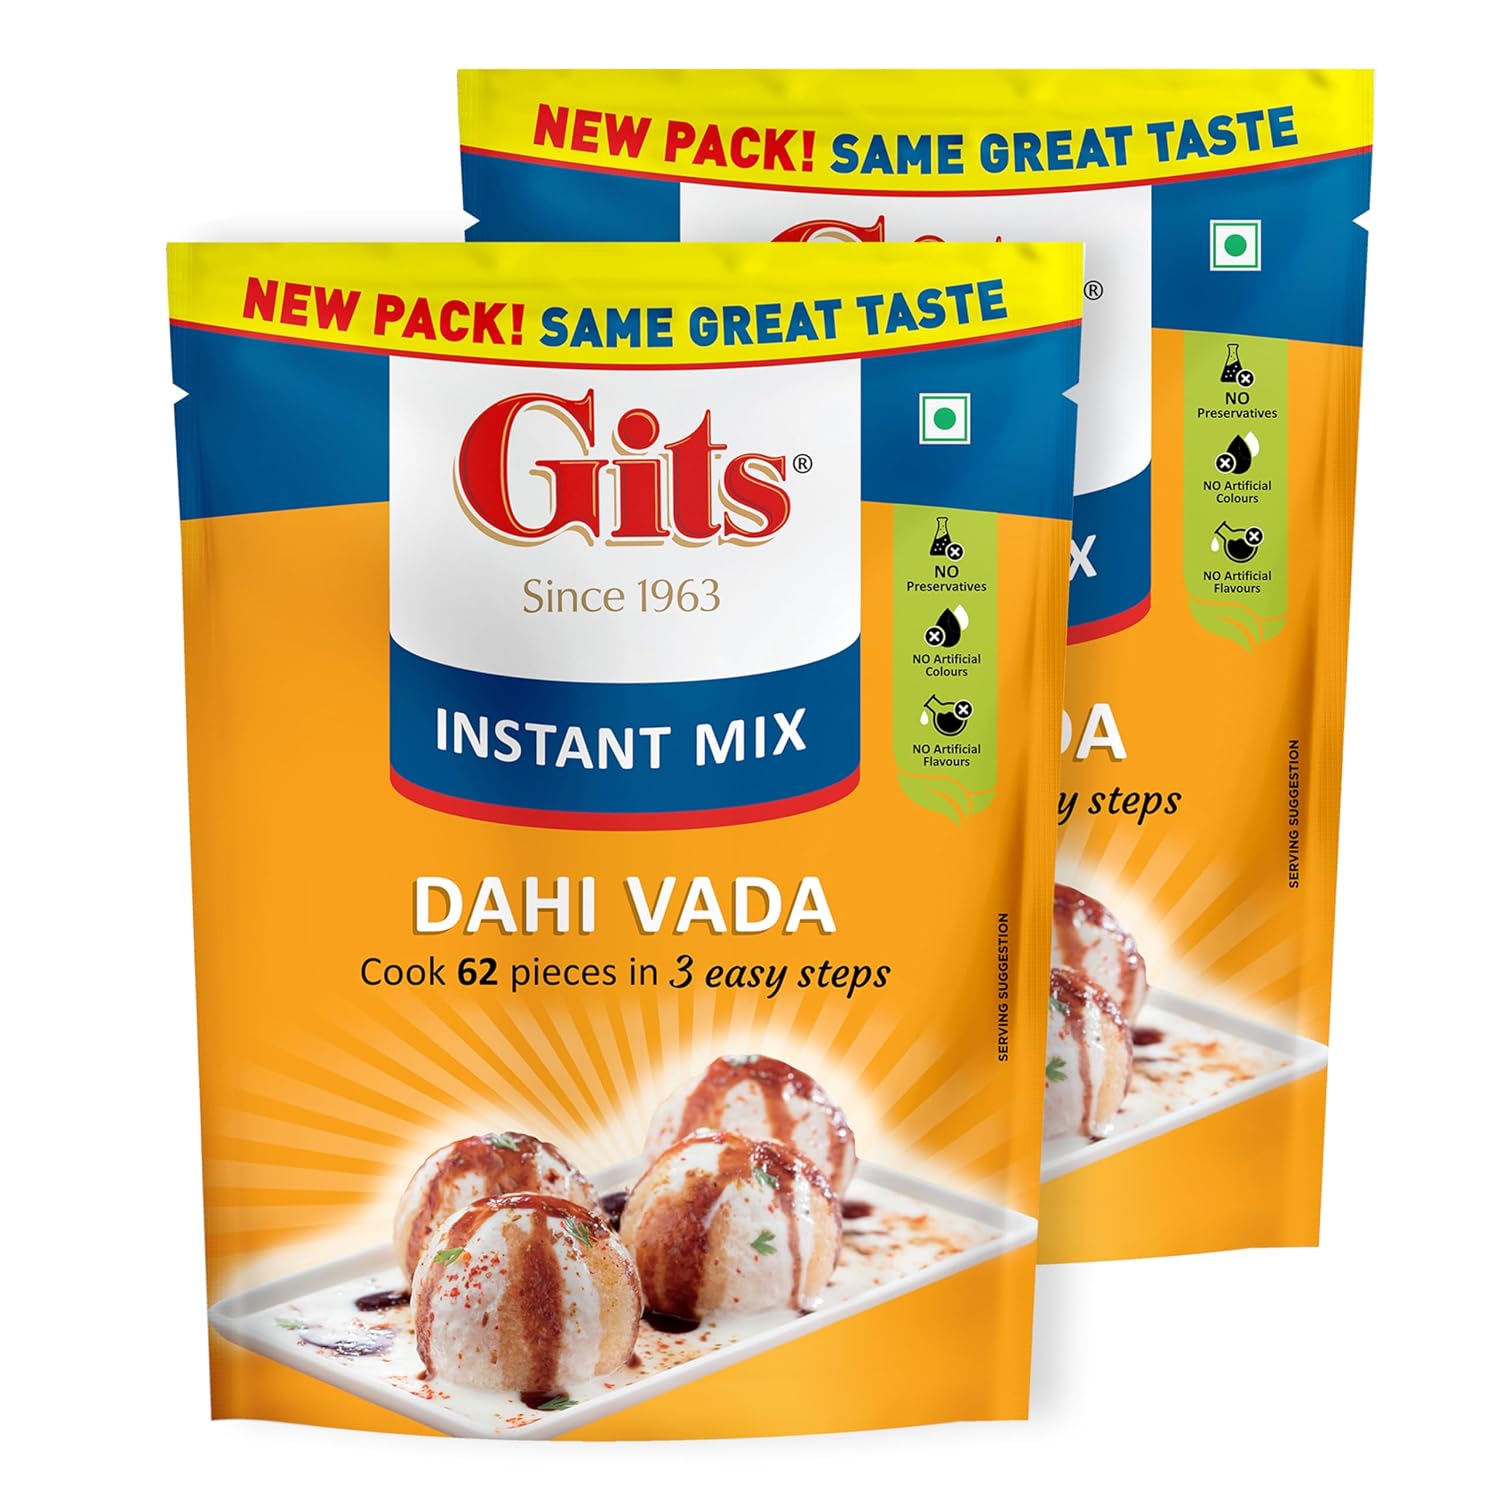 NEW PACK! SAME GREAT TASTE
®
NO
Preservatives
NO Artificial
Colours
NO Artificial
Flavours
X
DA
y steps
SERVING SUGGESTION
NEW PACK! SAME GREAT TASTE
Gits®
Since 1963
INSTANT MIX
NO
Preservatives
NO Artificial
Colours
NO Artificial
Flavours
DAHI VADA
Cook 62 pieces in 3 easy steps
SERVING SUGGESTION